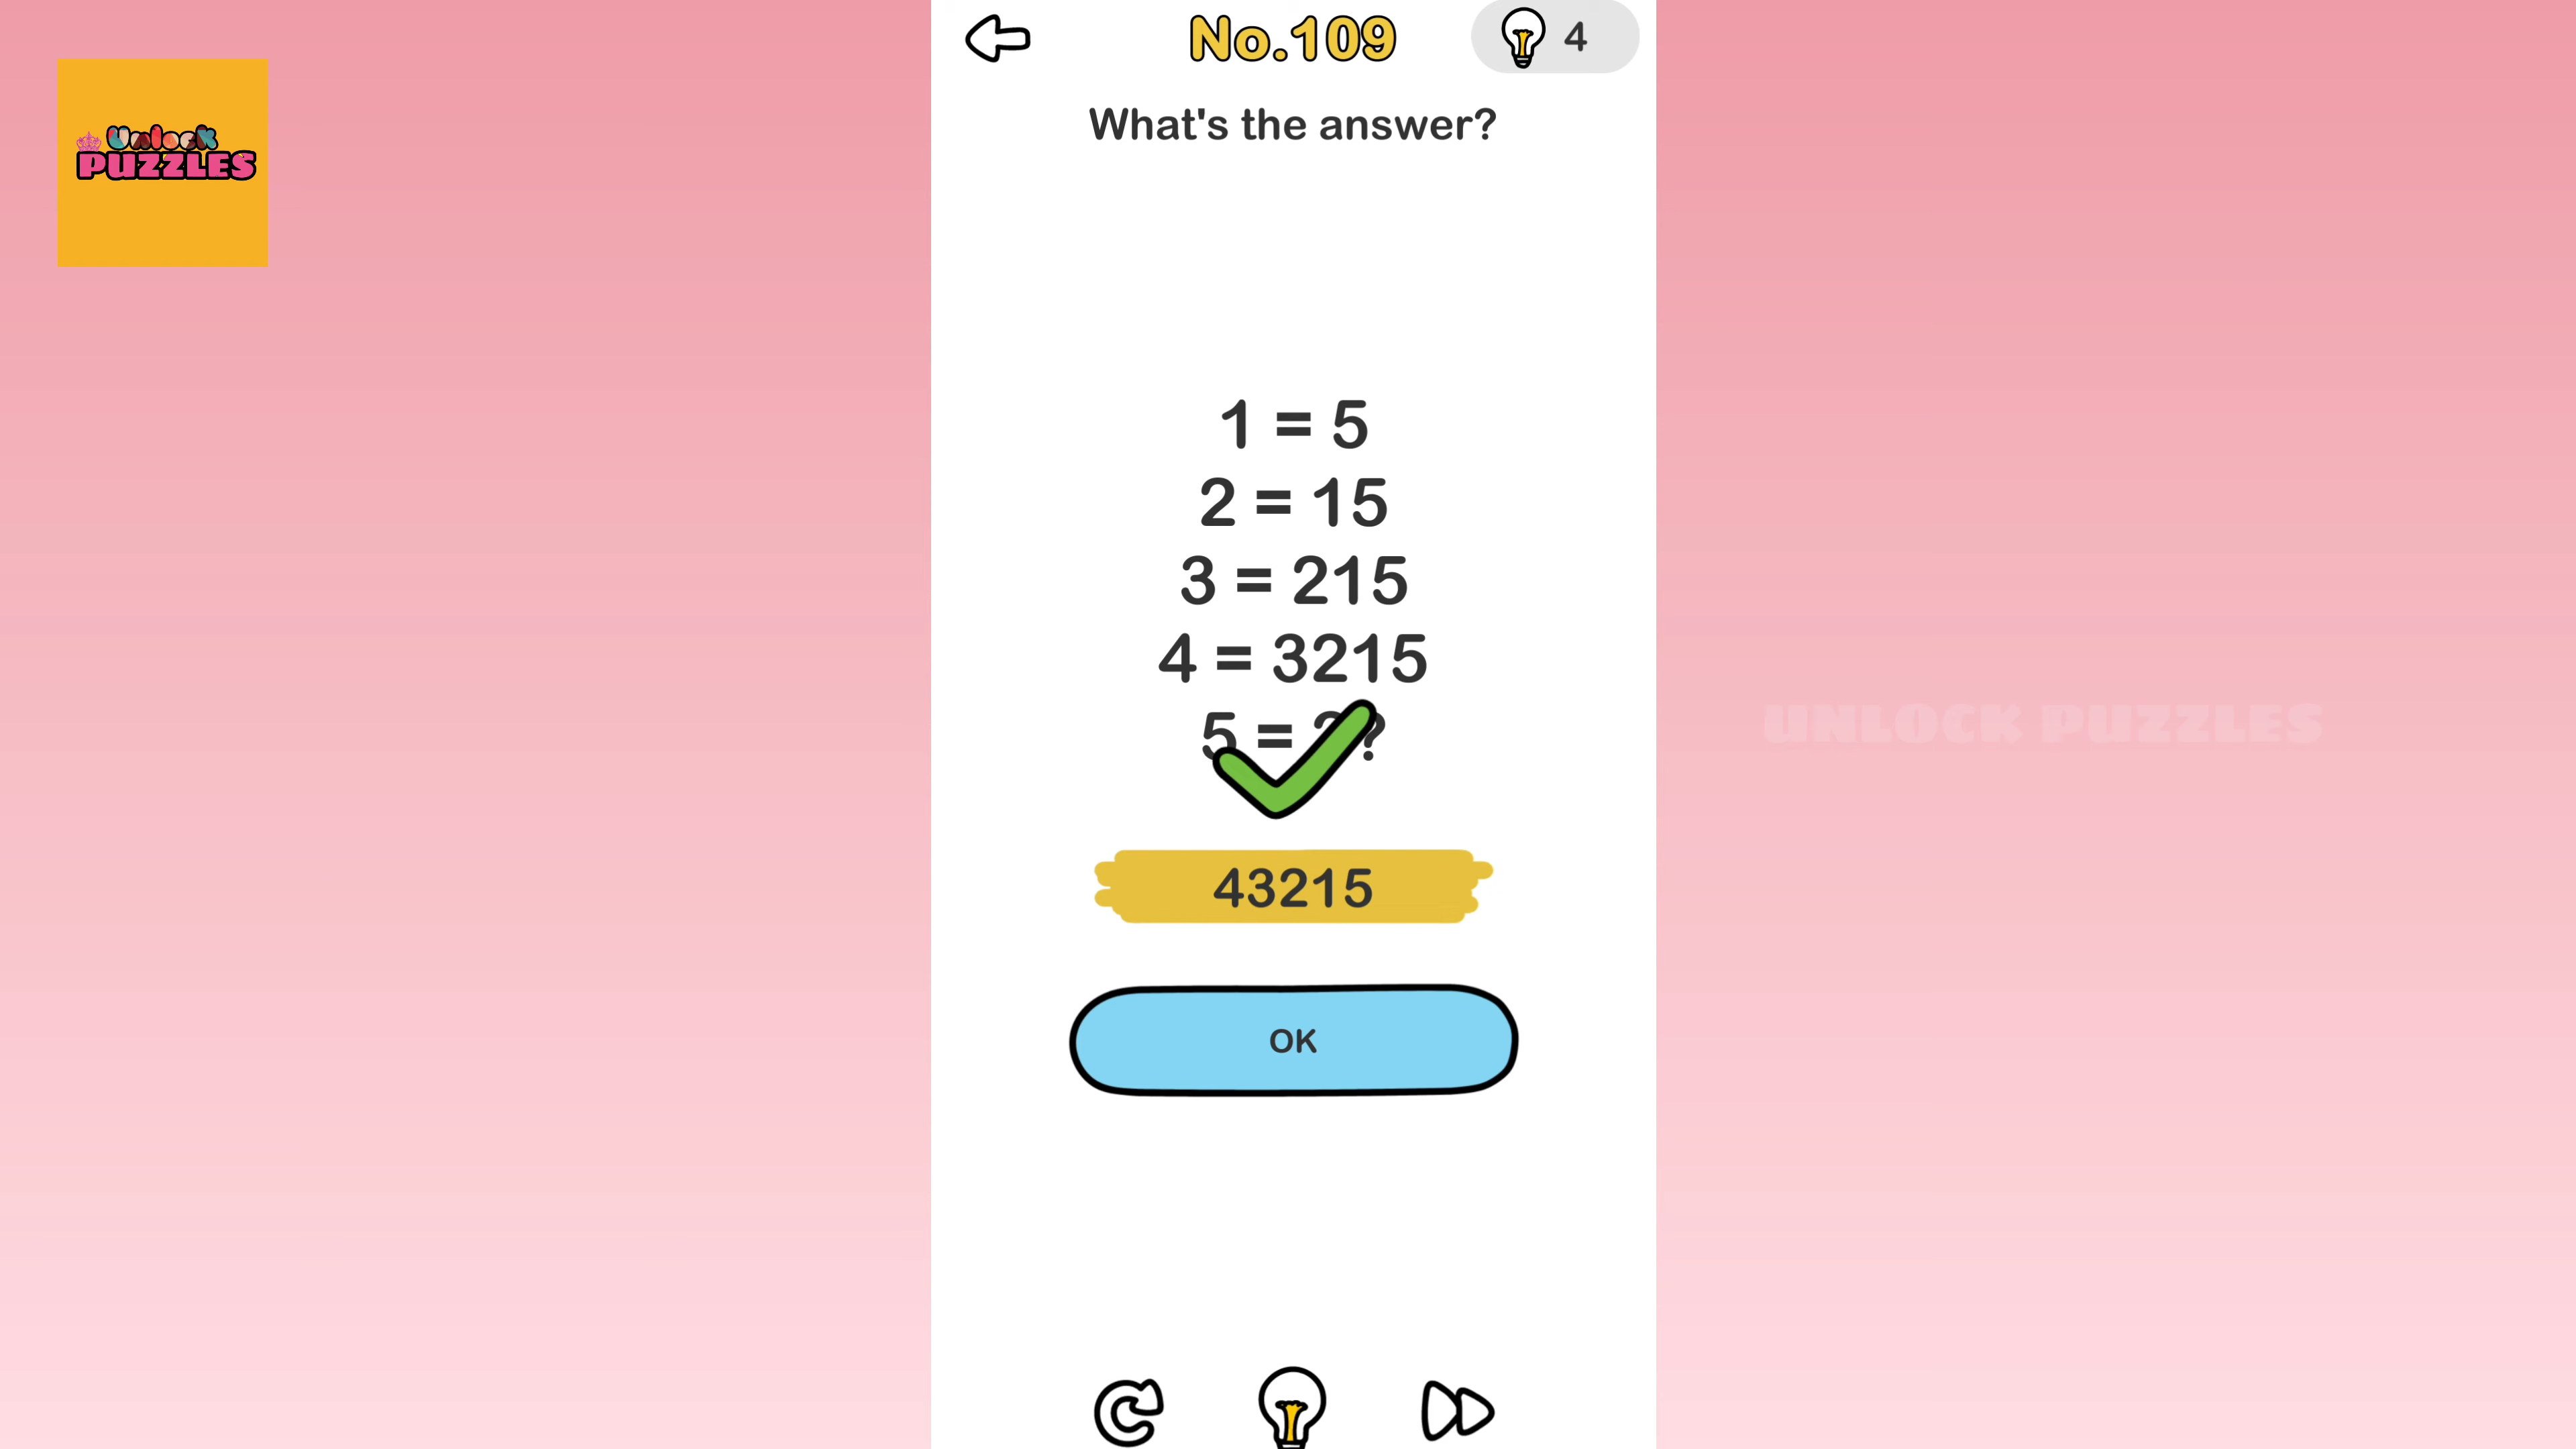 Unlock
PUZZLES
No.109
4
What's the answer?
1 = 5
2 = 15
3 = 215
4 = 3215
5 = ??
43215
OK
UNLOCK PUZZLES